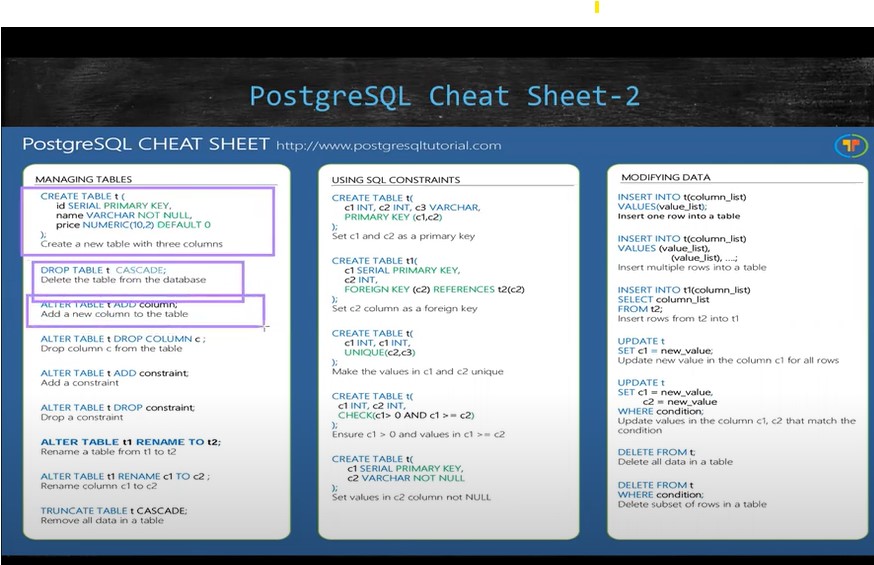 PostgreSQL Cheat Sheet-2
PostgreSQL CHEAT SHEET http://www.postgresqltutorial.com
MANAGING TABLES
CREATE TABLE t (
id SERIAL PRIMARY KEY,
name VARCHAR NOT NULL,
price NUMERIC(10,2) DEFAULT 0
);
Create a new table with three columns
DROP TABLE t CASCADE;
Delete the table from the database
ALTER TABLE t ADD column;
Add a new column to the table
ALTER TABLE t DROP COLUMN c ;
Drop column c from the table
ALTER TABLE t ADD constraint;
Add a constraint
ALTER TABLE t DROP constraint;
Drop a constraint
ALTER TABLE t1 RENAME TO t2;
Rename a table from t1 to t2
ALTER TABLE t1 RENAME c1 TO c2 ;
Rename column c1 to c2
TRUNCATE TABLE t CASCADE;
Remove all data in a table
USING SQL CONSTRAINTS
CREATE TABLE t(
c1 INT, c2 INT, c3 VARCHAR,
PRIMARY KEY (c1,c2)
);
Set c1 and c2 as a primary key
CREATE TABLE t1(
c1 SERIAL PRIMARY KEY,
c2 INT,
FOREIGN KEY (c2) REFERENCES t2(c2)
);
Set c2 column as a foreign key
CREATE TABLE t(
c1 INT, c1 INT,
UNIQUE(c2,c3)
);
Make the values in c1 and c2 unique
CREATE TABLE t(
c1 INT, c2 INT,
CHECK(c1> 0 AND c1 >= c2)
);
Ensure c1 > 0 and values in c1 >= c2
CREATE TABLE t(
c1 SERIAL PRIMARY KEY,
c2 VARCHAR NOT NULL
);
Set values in c2 column not NULL
MODIFYING DATA
INSERT INTO t(column_list)
VALUES(value_list);
Insert one row into a table
INSERT INTO t(column_list)
VALUES (value_list),
(value_list), ....;
Insert multiple rows into a table
INSERT INTO t1(column_list)
SELECT column_list
FROM t2;
Insert rows from t2 into t1
UPDATE t
SET c1 = new_value;
Update new value in the column c1 for all rows
UPDATE t
SET c1 = new_value,
c2 = new_value
WHERE condition;
Update values in the column c1, c2 that match the
condition
DELETE FROM t;
Delete all data in a table
DELETE FROM t
WHERE condition;
Delete subset of rows in a table